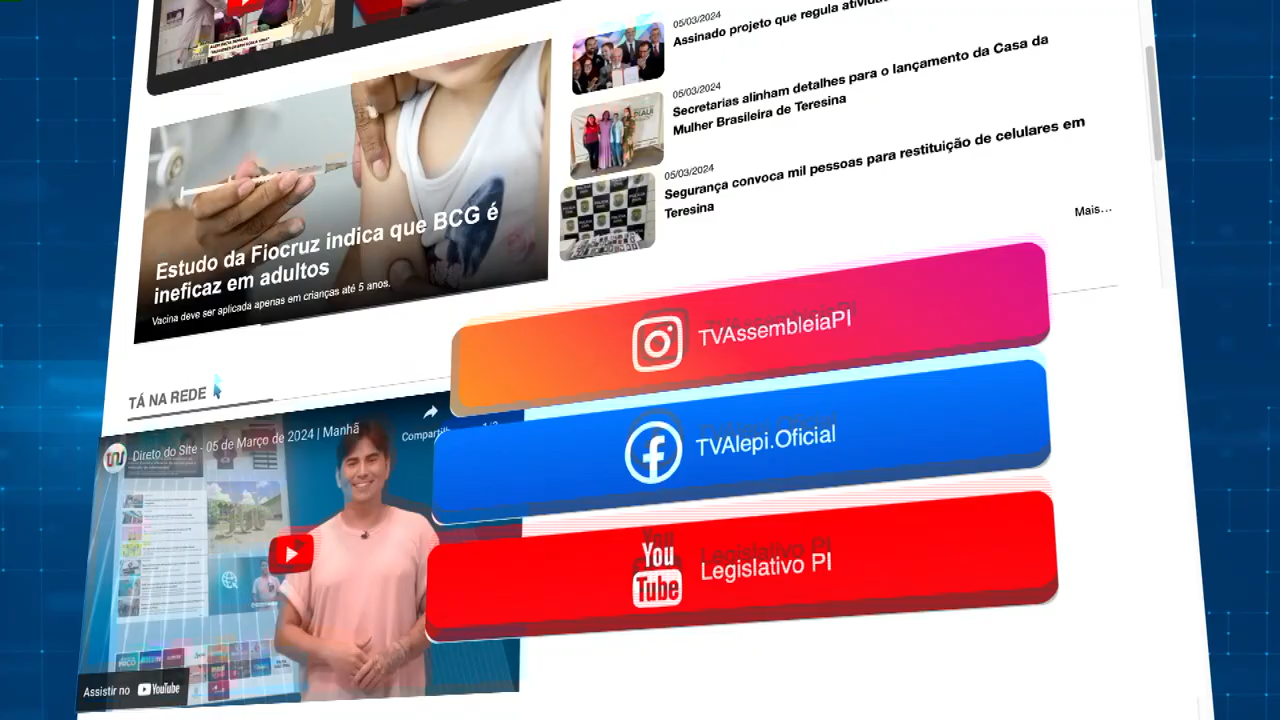 05/03/2024
Assinado projeto que regula
05/03/2024
Secretarias alinham detalhes para o lançamento da Casa da
Mulher Brasileira de Teresina
05/03/2024
Segurança convoca mil pessoas para restituição de celulares em
Teresina
Mais...
Estudo da Fiocruz indica que BCG é
ineficaz em adultos
Vacina deve ser aplicada apenas em crianças até 5 anos.
TVAssembleiaPI
TVAlepi.Oficial
You
Tube
Legislativo PI
TÁ NA REDE
Direto do Site - 05 de Março de 2024 | Manhã
Assistir no YouTube